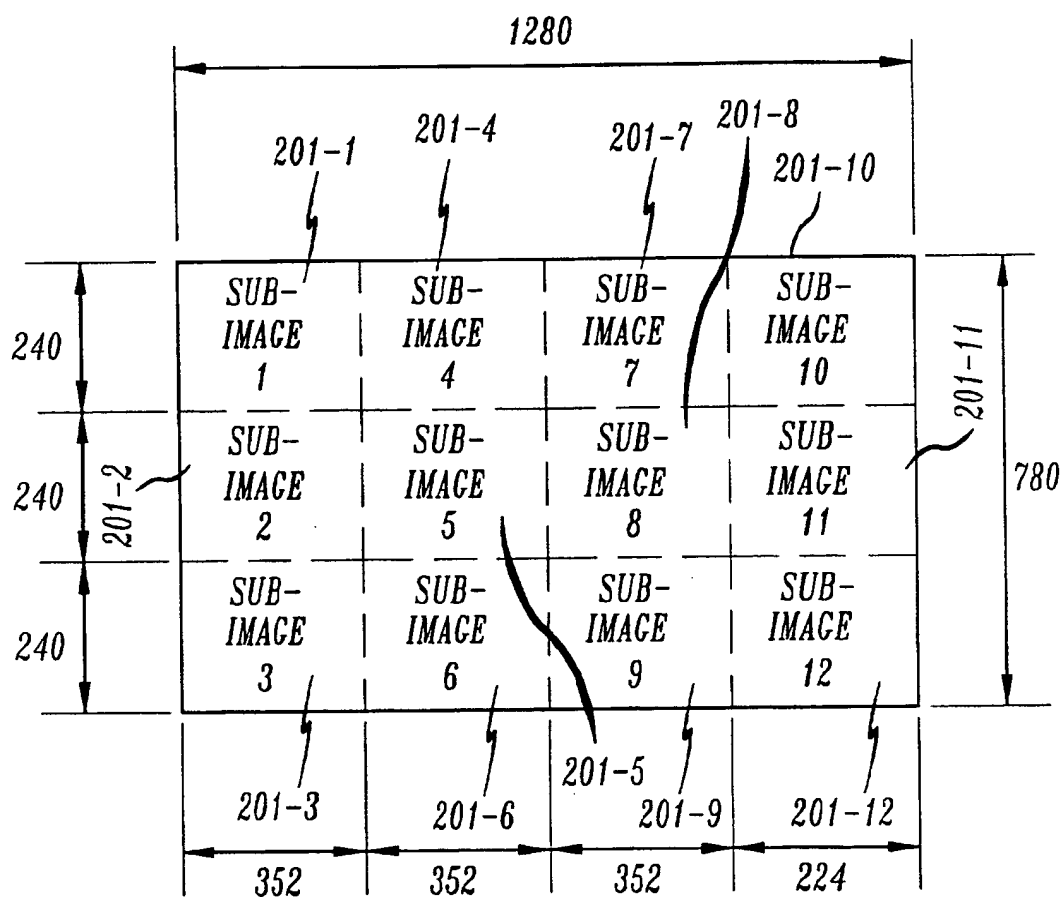 1280
201-1
201-4
201-7
201-8
201-10
SUB-
IMAGE
1
SUB-
IMAGE
4
SUB-
IMAGE
7
SUB-
IMAGE
10
240
SUB-
IMAGE
2
SUB-
IMAGE
5
SUB-
IMAGE
8
SUB-
IMAGE
11
240
201-2
201-11
780
SUB-
IMAGE
3
SUB-
IMAGE
6
SUB-
IMAGE
9
SUB-
IMAGE
12
240
201-3
201-6
201-5
201-9
201-12
352
352
352
224